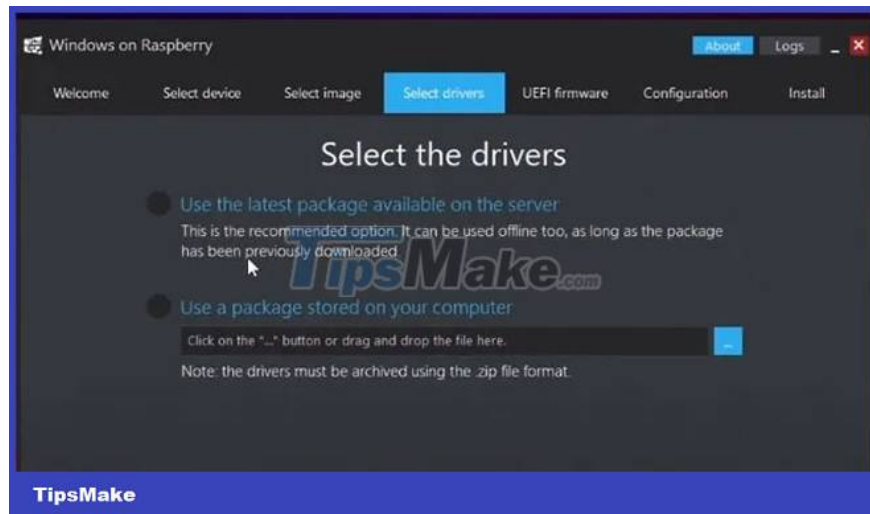 Windows on Raspberry
About
Logs
Welcome
Select device
Select image
Select drivers
UEFI firmware
Configuration
Install
Select the drivers
Use the latest package available on the server
This is the recommended option. It can be used offline too, as long as the package
has been previously downloaded.
TipsMake.com
Use a package stored on your computer
Click on the "..." button or drag and drop the file here.
...
Note: the drivers must be archived using the .zip file format.
TipsMake